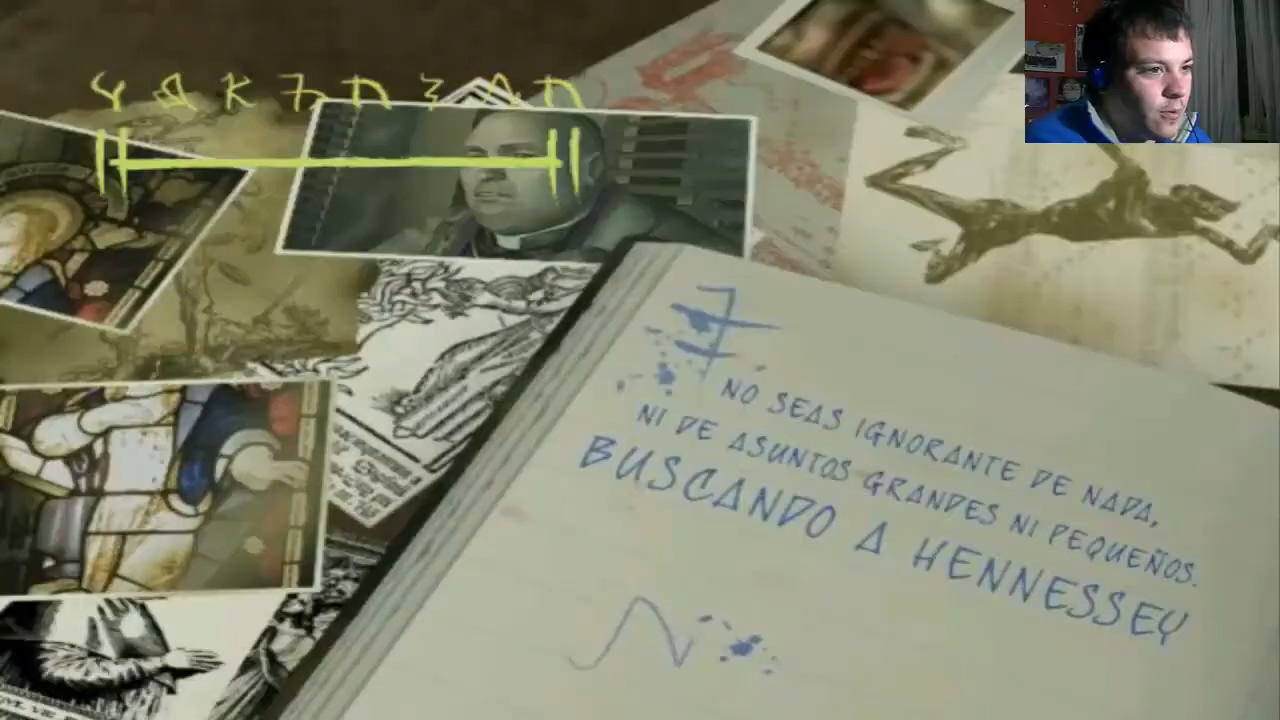 NO SEAS IGNORANTE DE NADA,
NI DE ASUNTOS GRANDES NI PEQUEÑOS.
BUSCANDO A HENNESSEY